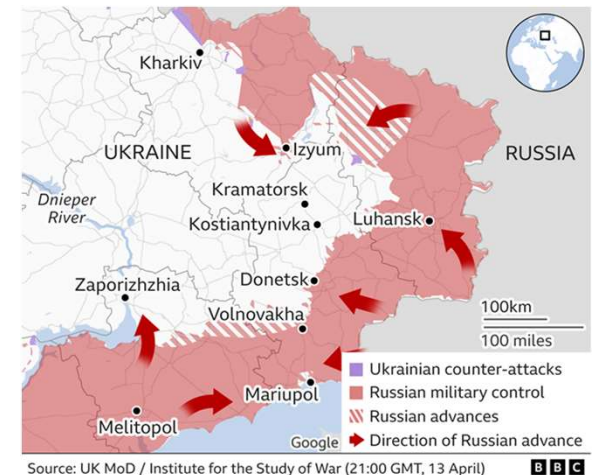 Kharkiv
Izyum
UKRAINE
RUSSIA
Dnieper
River
Kramatorsk
Kostiantynivka
Luhansk
Zaporizhzhia
Donetsk
Volnovakha
100km
100 miles
Mariupol
Melitopol
Google
Ukrainian counter-attacks
Russian military control
Russian advances
Direction of Russian advance
Source: UK MoD / Institute for the Study of War (21:00 GMT, 13 April)
BBC